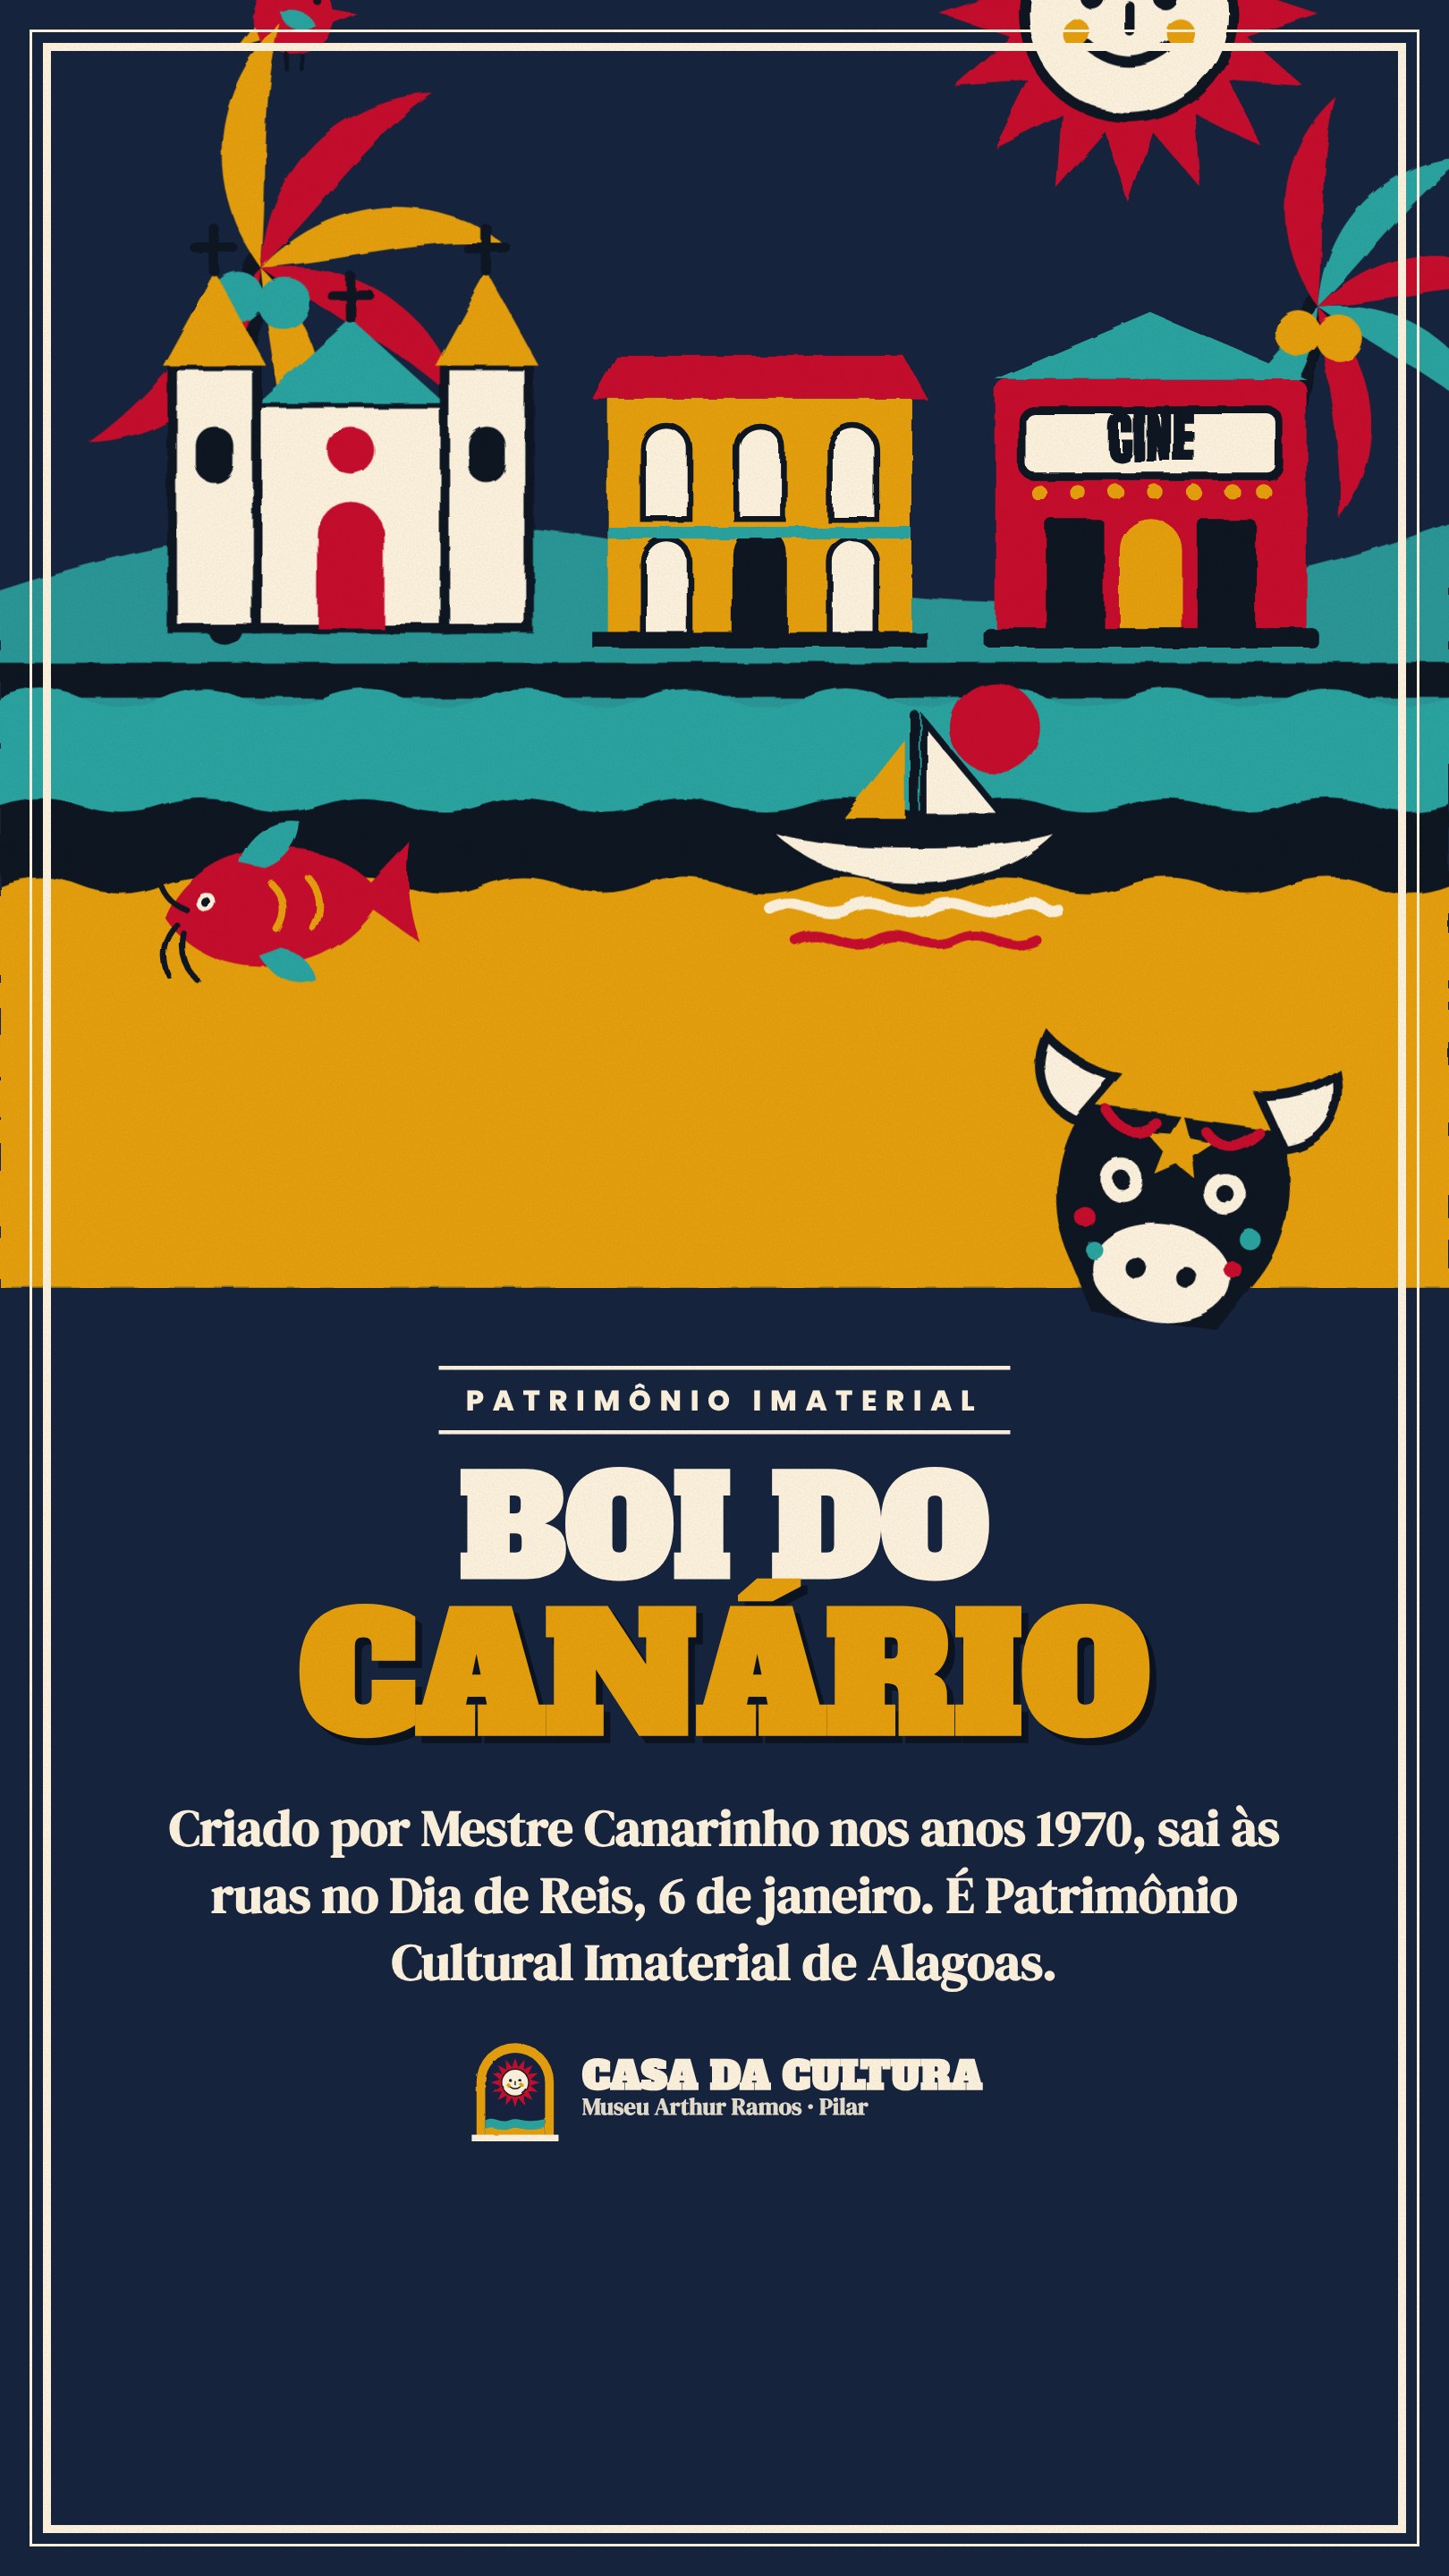 CINE
PATRIMÔNIO IMATERIAL
BOI DO
CANÁRIO
Criado por Mestre Canarinho nos anos 1970, sai às
ruas no Dia de Reis, 6 de janeiro. É Patrimônio
Cultural Imaterial de Alagoas.
CASA DA CULTURA
Museu Arthur Ramos • Pilar